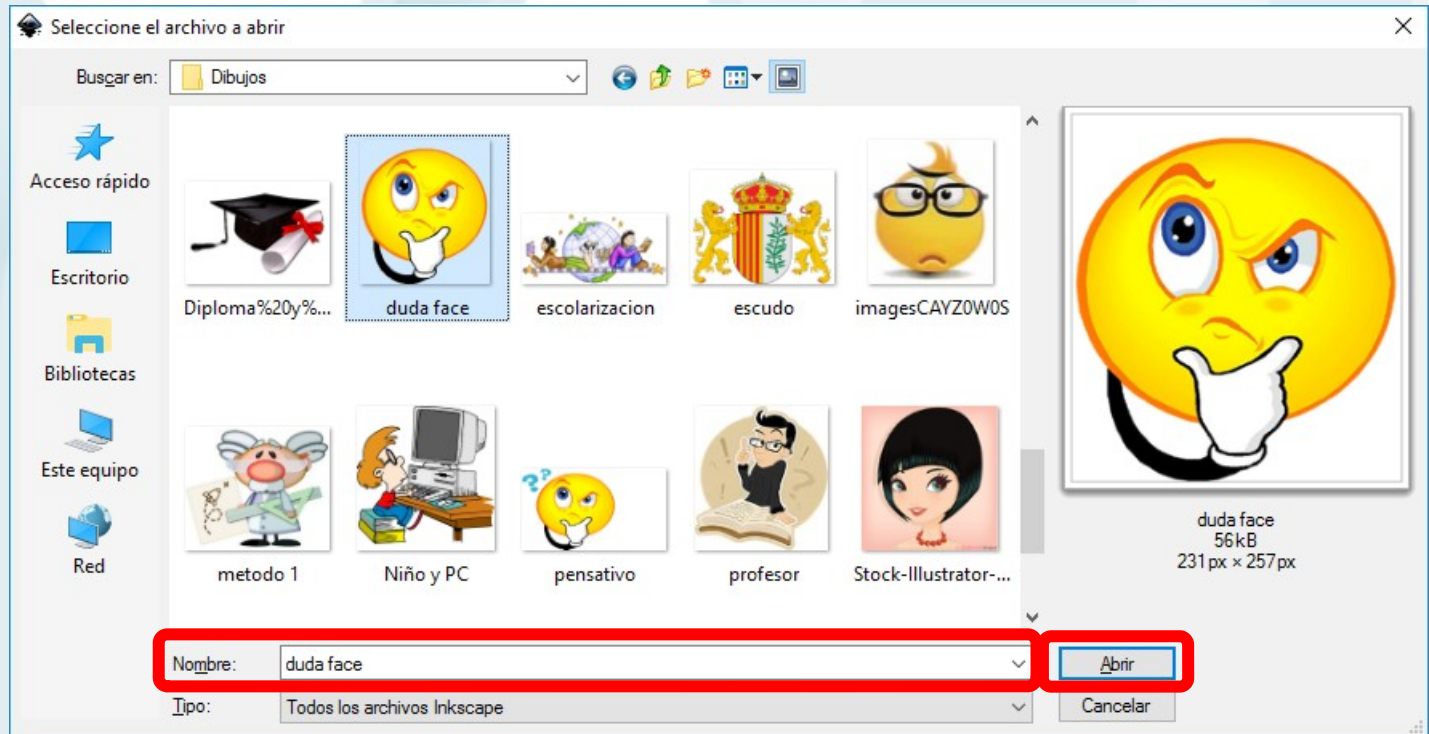 Seleccione el archivo a abrir
Buscar en: Dibujos
Acceso rápido
Escritorio
Bibliotecas
Este equipo
Red
Diploma%20y%... duda face escolarizacion escudo imagesCAYZ0W0S
metodo 1 Niño y PC pensativo profesor Stock-Illustrator-...
duda face
56kB
231px × 257px
Nombre: duda face Abrir
Tipo: Todos los archivos Inkscape Cancelar